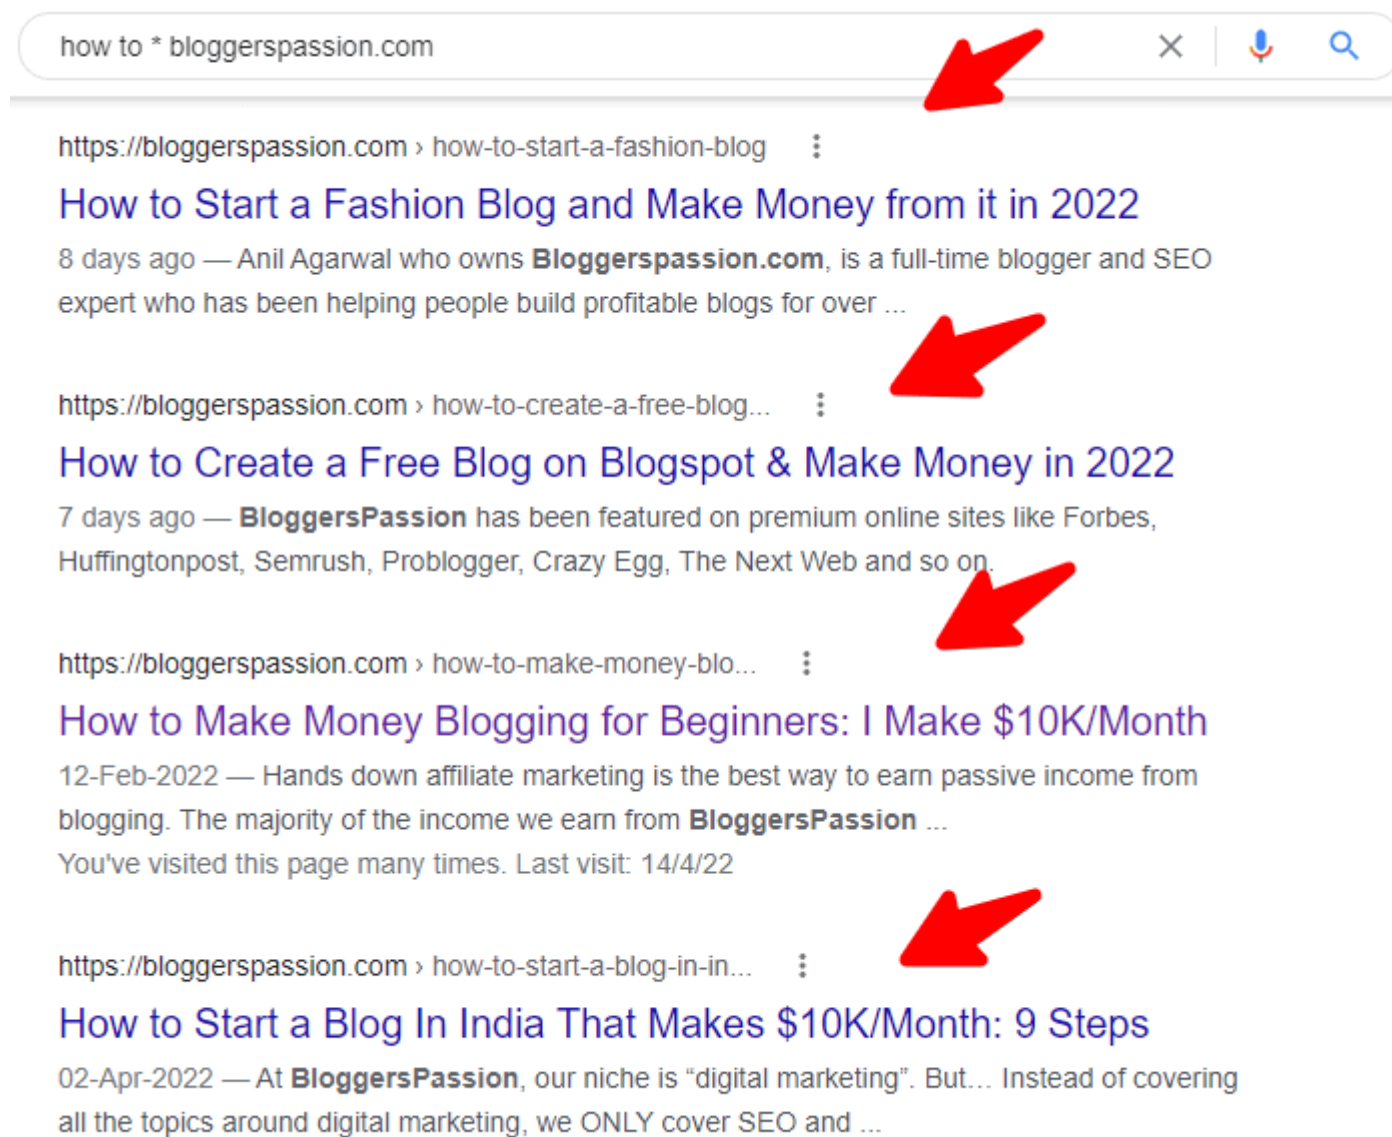 how to * bloggerspassion.com
https://bloggerspassion.com › how-to-start-a-fashion-blog
How to Start a Fashion Blog and Make Money from it in 2022
8 days ago — Anil Agarwal who owns Bloggerspassion.com, is a full-time blogger and SEO
expert who has been helping people build profitable blogs for over ...
https://bloggerspassion.com › how-to-create-a-free-blog...
How to Create a Free Blog on Blogspot & Make Money in 2022
7 days ago — BloggersPassion has been featured on premium online sites like Forbes,
Huffingtonpost, Semrush, Problogger, Crazy Egg, The Next Web and so on.
https://bloggerspassion.com › how-to-make-money-blo...
How to Make Money Blogging for Beginners: I Make $10K/Month
12-Feb-2022 — Hands down affiliate marketing is the best way to earn passive income from
blogging. The majority of the income we earn from BloggersPassion ...
You've visited this page many times. Last visit: 14/4/22
https://bloggerspassion.com › how-to-start-a-blog-in-in...
How to Start a Blog In India That Makes $10K/Month: 9 Steps
02-Apr-2022 — At BloggersPassion, our niche is “digital marketing”. But... Instead of covering
all the topics around digital marketing, we ONLY cover SEO and ...